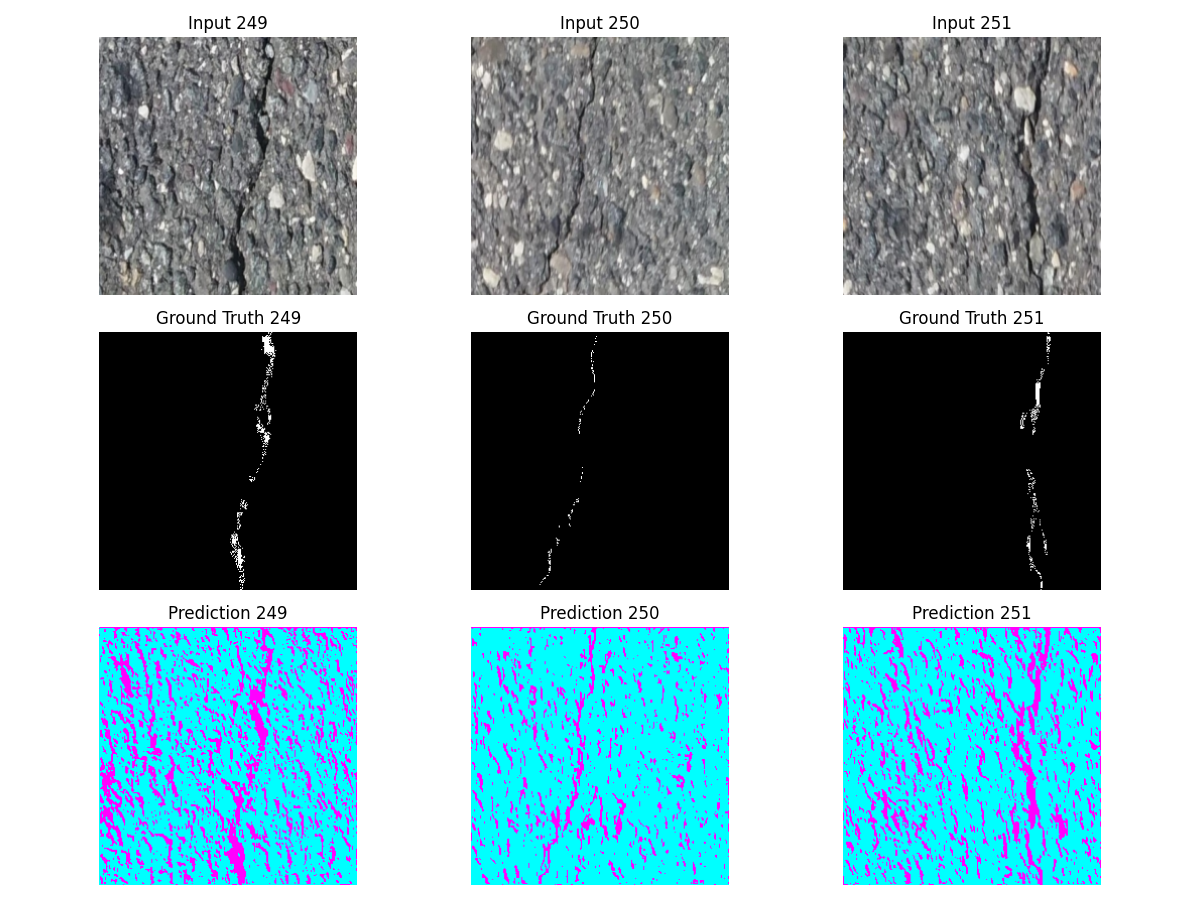 Input 249
Input 250
Input 251
Ground Truth 249
Ground Truth 250
Ground Truth 251
Prediction 249
Prediction 250
Prediction 251